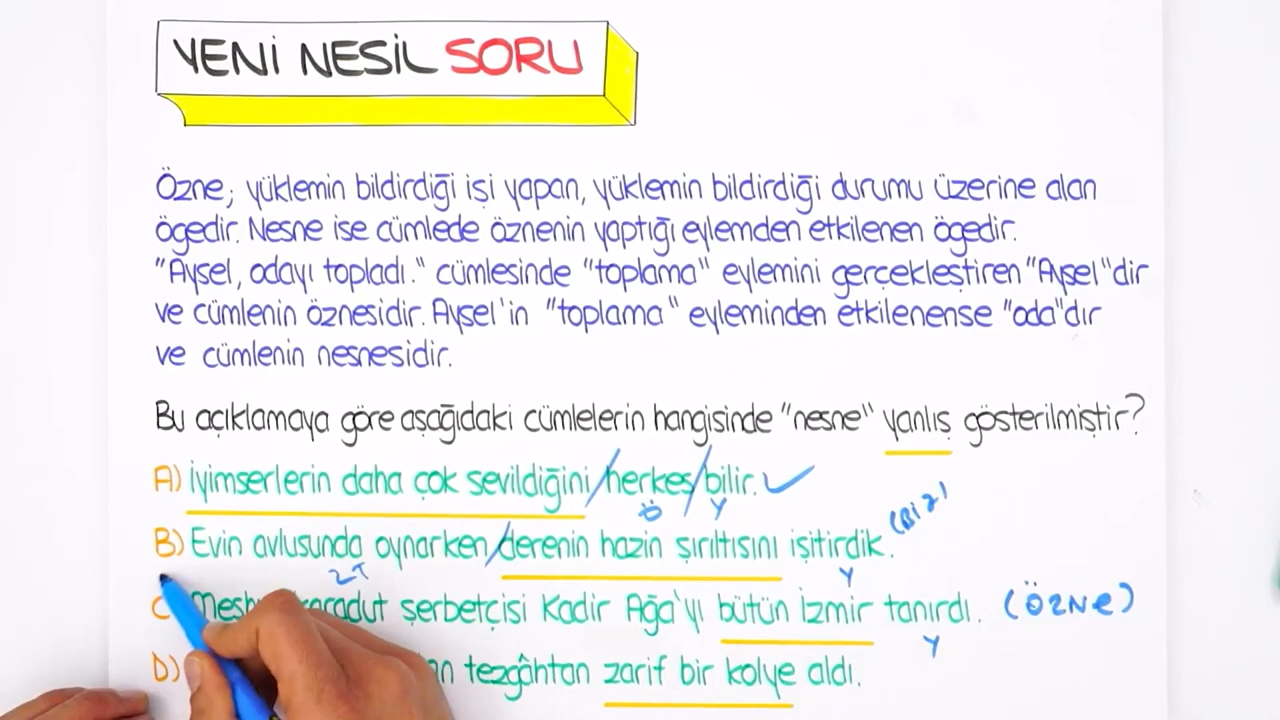 YENİ NESİL SORU
Özne; yüklemin bildirdiği işi yapan, yüklemin bildirdiği durumu üzerine alan
ögedir. Nesne ise cümlede öznenin yaptığı eylemden etkilenen ögedir.
"Aysel, odayı topladı." cümlesinde "toplama" eylemini gerçekleştiren "Aysel"dir
ve cümlenin öznesidir. Aysel'in "toplama" eyleminden etkilenense "oda"dır
ve cümlenin nesnesidir.
Bu açıklamaya göre aşağıdaki cümlelerin hangisinde "nesne" yanlış gösterilmiştir?
A) İyimserlerin daha çok sevildiğini / herkes / bilir. ✓
Ö Y
B) Evin avlusunda oynarken / derenin hazin şırıltısını işitirdik. (Biz)
ZT Y
C şerbetçisi Kadir Ağa'yı bütün İzmir tanırdı. (ÖZNe)
Y
D) tezgâhtan zarif bir kolye aldı.